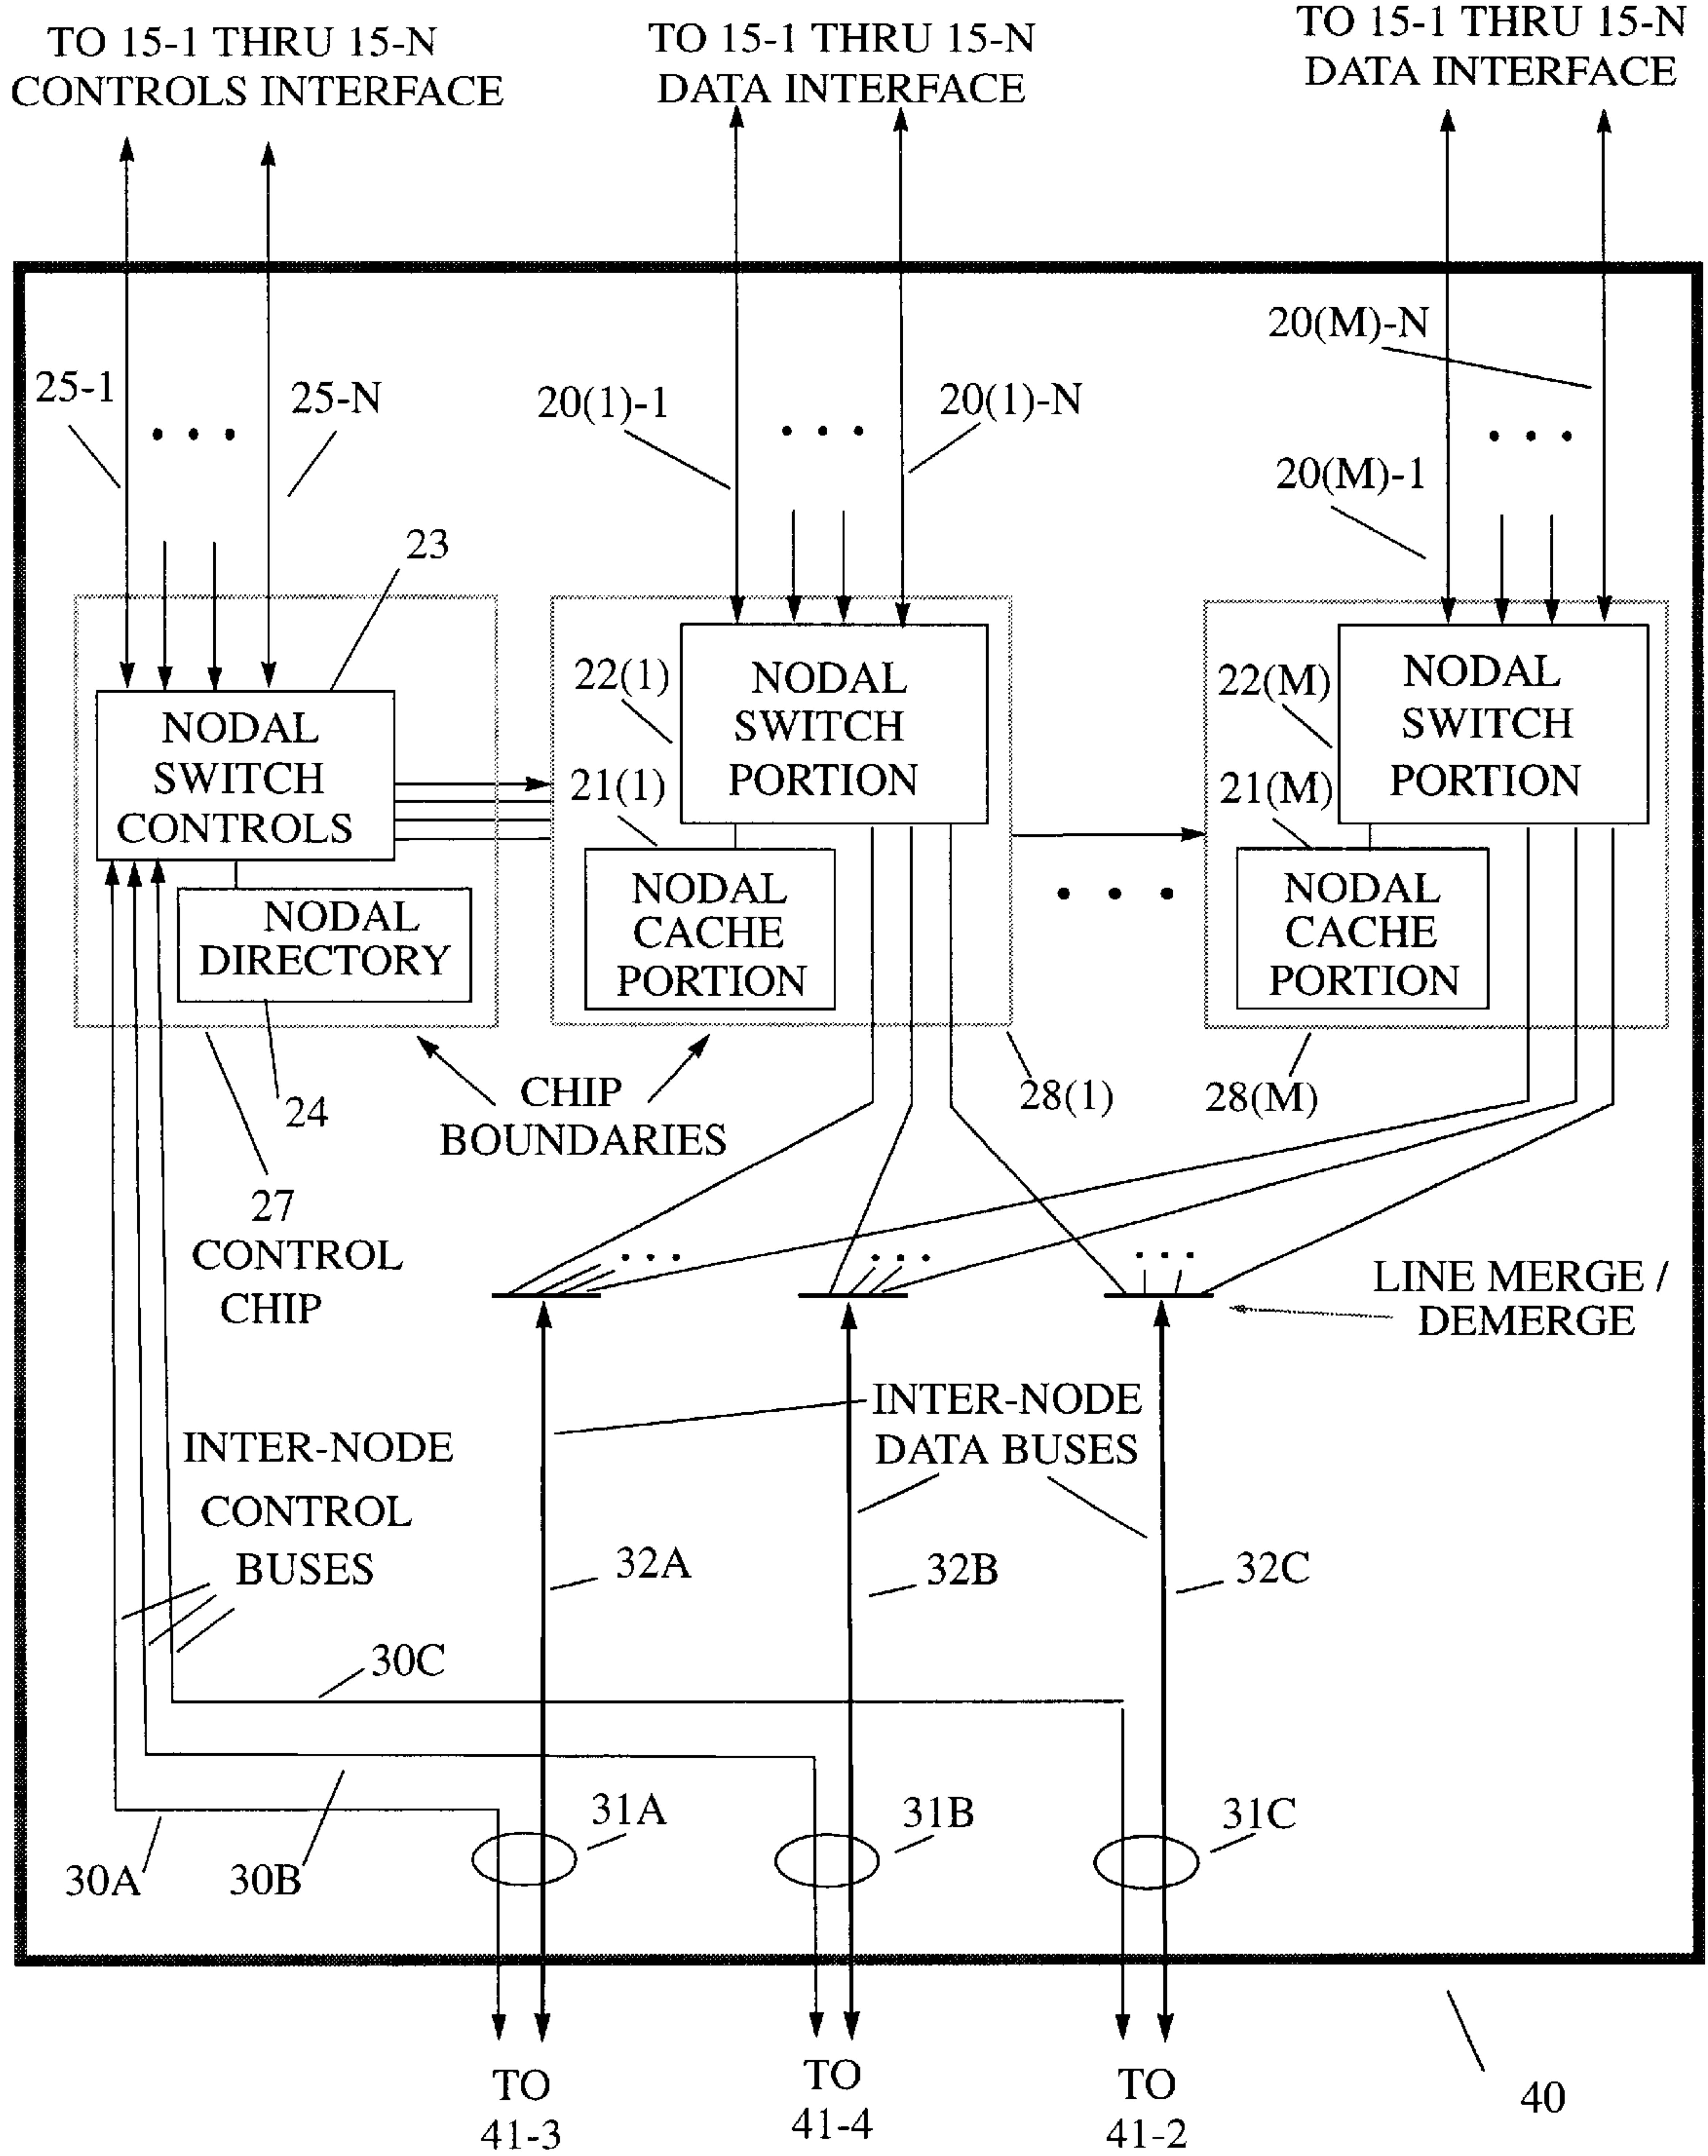 TO 15-1 THRU 15-N
CONTROLS INTERFACE
TO 15-1 THRU 15-N
DATA INTERFACE
TO 15-1 THRU 15-N
DATA INTERFACE
25-1
25-N
20(1)-1
20(1)-N
20(M)-N
20(M)-1
23
NODAL
SWITCH
CONTROLS
NODAL
DIRECTORY
22(1)
21(1)
NODAL
SWITCH
PORTION
NODAL
CACHE
PORTION
22(M)
21(M)
NODAL
SWITCH
PORTION
NODAL
CACHE
PORTION
24
CHIP
BOUNDARIES
28(1)
28(M)
27
CONTROL
CHIP
LINE MERGE /
DEMERGE
INTER-NODE
CONTROL
BUSES
INTER-NODE
DATA BUSES
32A
32B
32C
30C
30A
30B
31A
31B
31C
TO
41-3
TO
41-4
TO
41-2
40